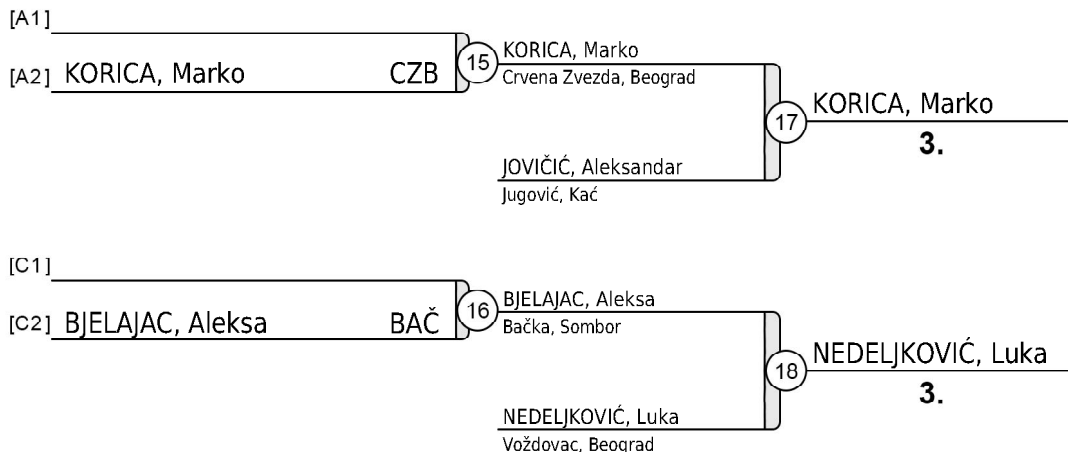 [A1]
[A2] KORICA, Marko CZB
15
KORICA, Marko
Crvena Zvezda, Beograd
17
KORICA, Marko
3.
JOVIČIĆ, Aleksandar
Jugović, Kać
[C1]
[C2] BJELAJAC, Aleksa BAČ
16
BJELAJAC, Aleksa
Bačka, Sombor
18
NEDELJKOVIĆ, Luka
3.
NEDELJKOVIĆ, Luka
Voždovac, Beograd